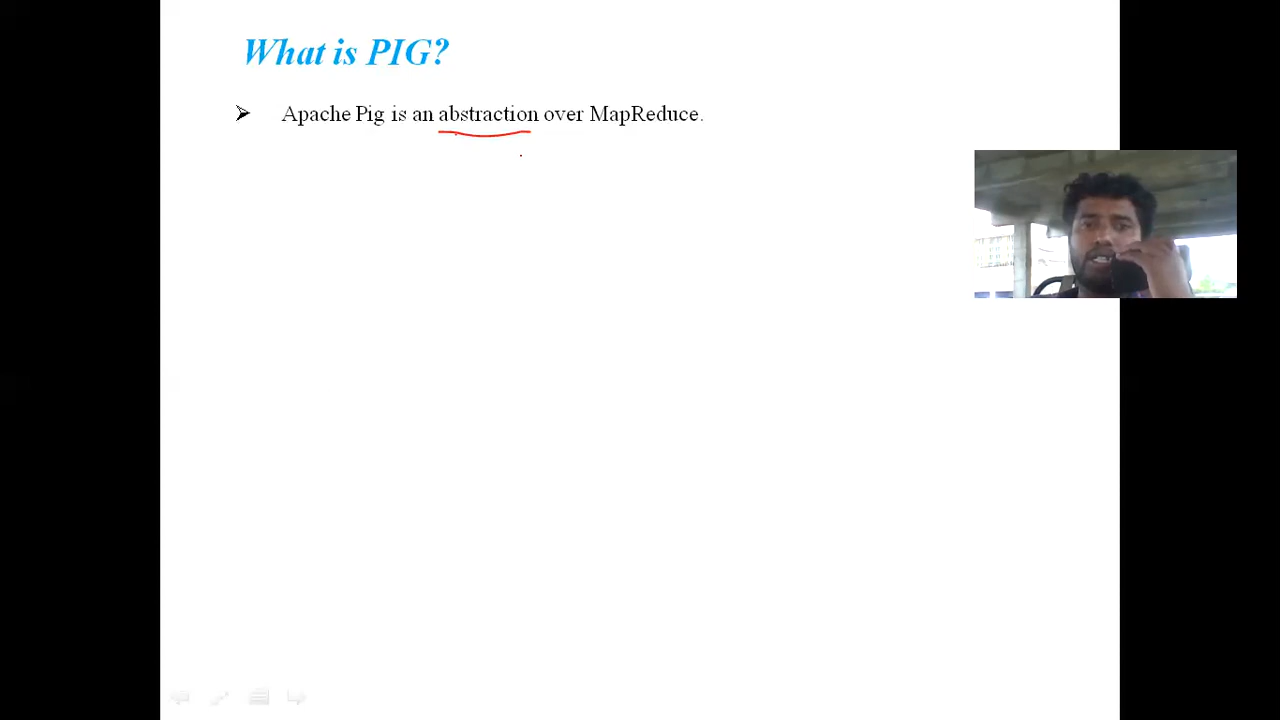 What is PIG?
Apache Pig is an abstraction over MapReduce.